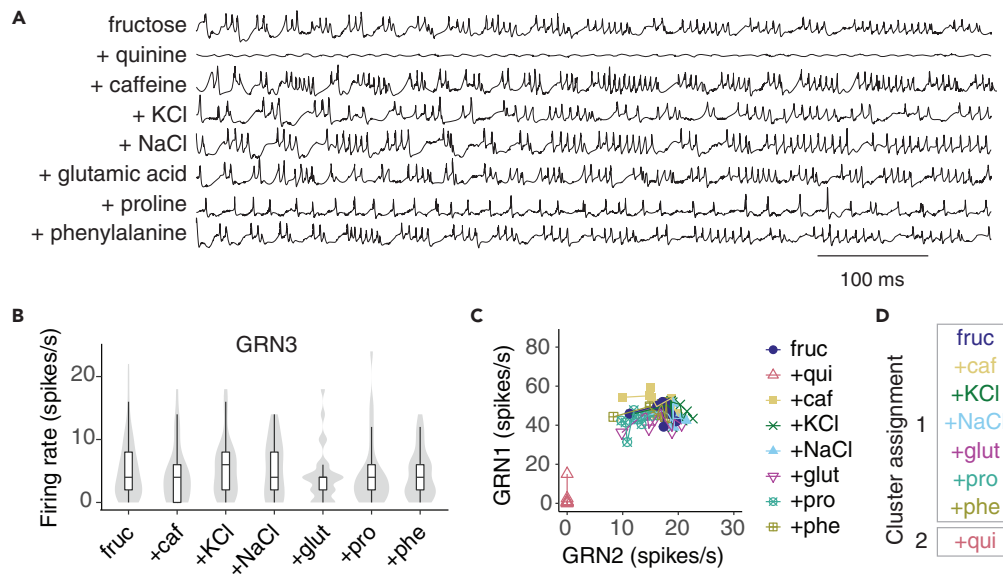 A
fructose
+ quinine
+ caffeine
+ KCl
+ NaCl
+ glutamic acid
+ proline
+ phenylalanine
100 ms
B
GRN3
Firing rate (spikes/s)
20
10
0
fruc
+caf
+KCl
+NaCl
+glut
+pro
+phe
C
GRN1 (spikes/s)
80
60
40
20
0
0 10 20 30
GRN2 (spikes/s)
fruc
+qui
+caf
+KCl
+NaCl
+glut
+pro
+phe
D
Cluster assignment
1
fruc
+caf
+KCl
+NaC
+glut
+pro
+phe
2
+qui